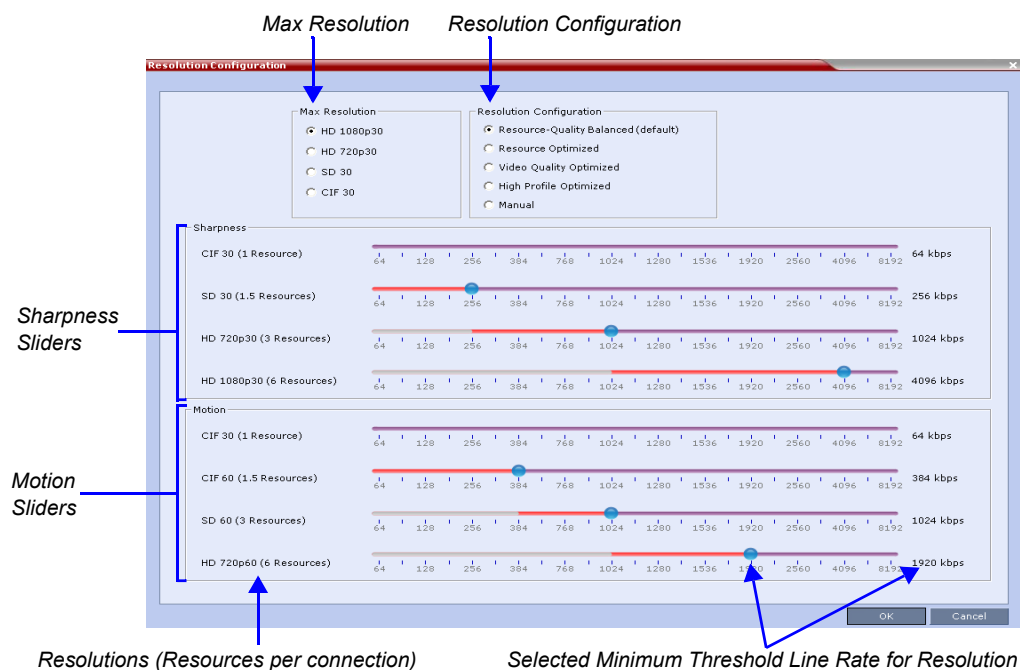 Max Resolution Resolution Configuration
Resolution Configuration
Max Resolution
HD 1080p30
HD 720p30
SD 30
CIF 30
Resolution Configuration
Resource-Quality Balanced (default)
Resource Optimized
Video Quality Optimized
High Profile Optimized
Manual
Sharpness Sliders
Sharpness
CIF 30 (1 Resource) 64 kbps
64 128 256 384 768 1024 1280 1536 1920 2560 4096 8192
SD 30 (1.5 Resources) 256 kbps
64 128 256 384 768 1024 1280 1536 1920 2560 4096 8192
HD 720p30 (3 Resources) 1024 kbps
64 128 256 384 768 1024 1280 1536 1920 2560 4096 8192
HD 1080p30 (6 Resources) 4096 kbps
64 128 256 384 768 1024 1280 1536 1920 2560 4096 8192
Motion Sliders
Motion
CIF 30 (1 Resource) 64 kbps
64 128 256 384 768 1024 1280 1536 1920 2560 4096 8192
CIF 60 (1.5 Resources) 384 kbps
64 128 256 384 768 1024 1280 1536 1920 2560 4096 8192
SD 60 (3 Resources) 1024 kbps
64 128 256 384 768 1024 1280 1536 1920 2560 4096 8192
HD 720p60 (6 Resources) 1920 kbps
64 128 256 384 768 1024 1280 1536 1920 2560 4096 8192
OK Cancel
Resolutions (Resources per connection) Selected Minimum Threshold Line Rate for Resolution